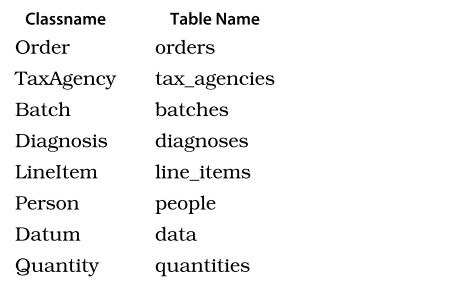 Classname Table Name
Order orders
TaxAgency tax_agencies
Batch batches
Diagnosis diagnoses
LineItem line_items
Person people
Datum data
Quantity quantities